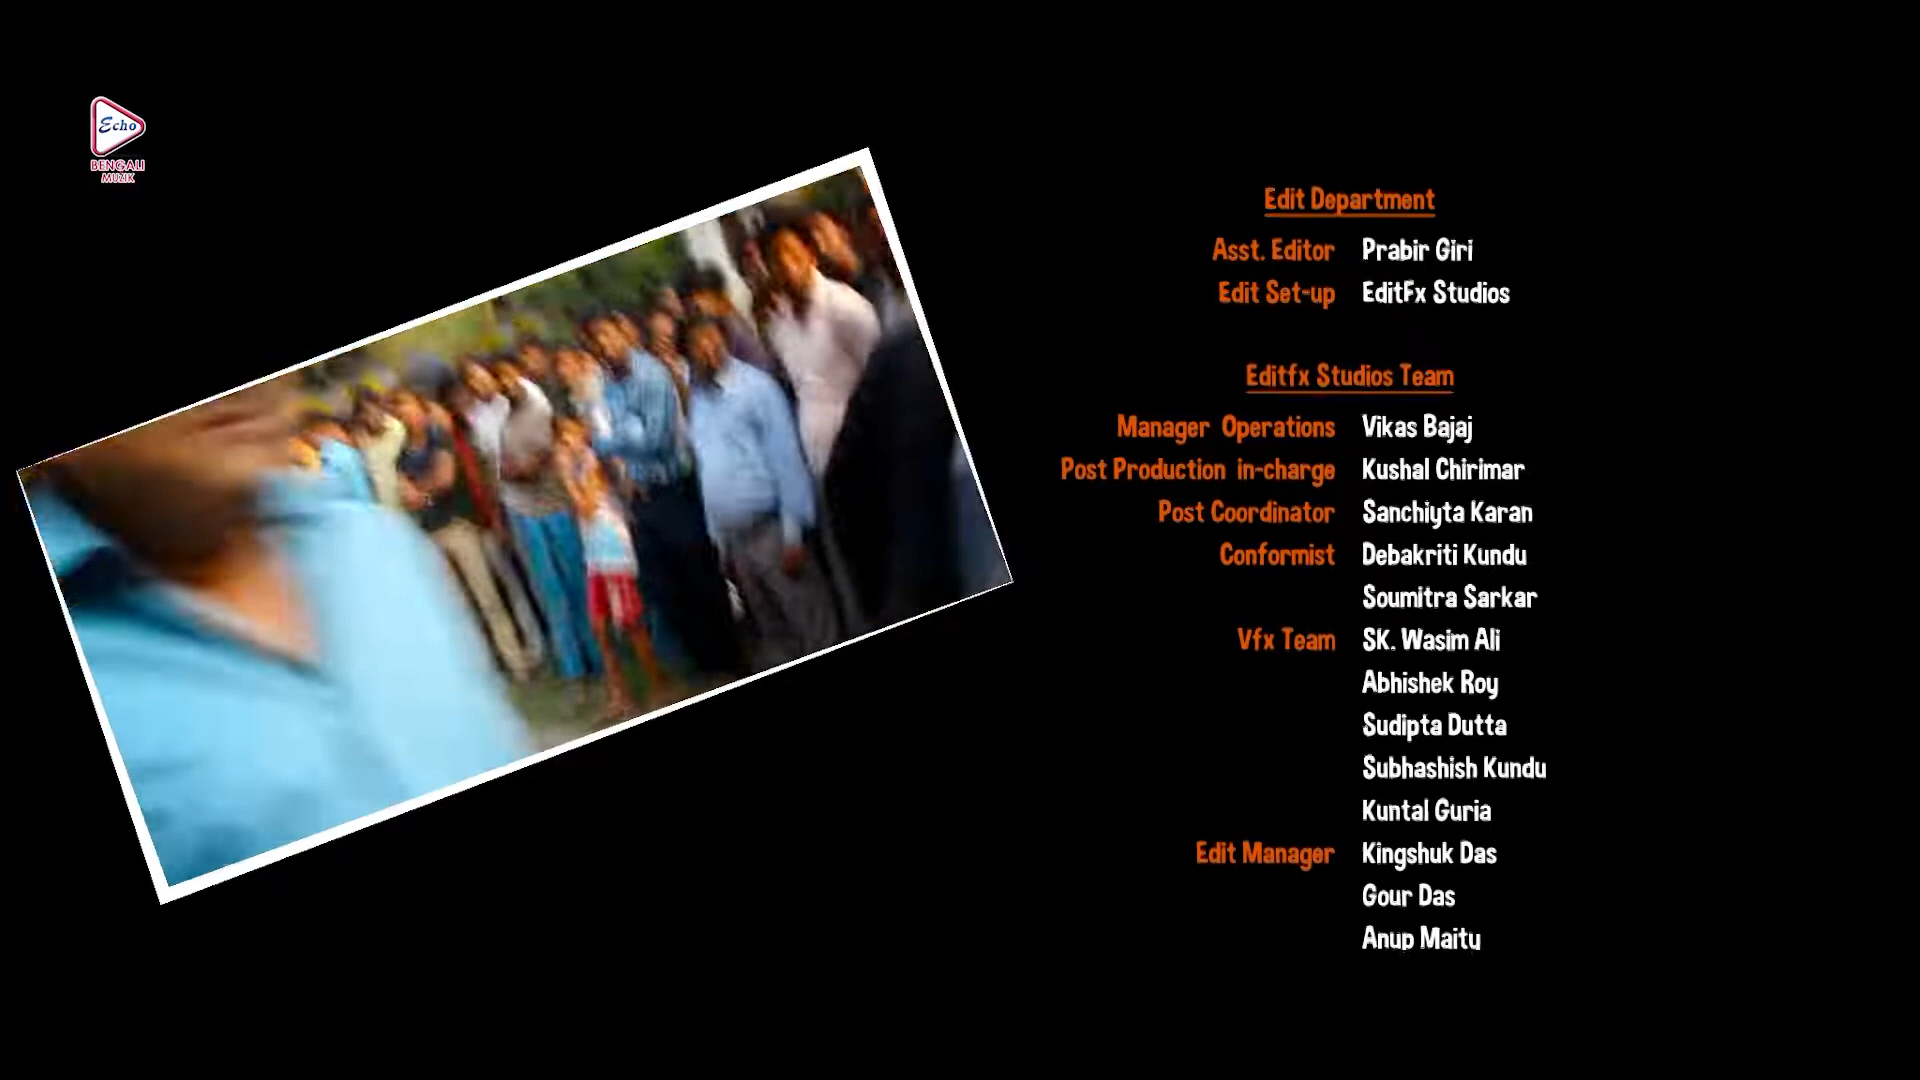 Echo
BENGALI
MUZIK
Edit Department
Asst. Editor Prabir Giri
Edit Set-up EditFx Studios
Editfx Studios Team
Manager Operations Vikas Bajaj
Post Production in-charge Kushal Chirimar
Post Coordinator Sanchiyta Karan
Conformist Debakriti Kundu
Soumitra Sarkar
Vfx Team SK. Wasim Ali
Abhishek Roy
Sudipta Dutta
Subhashish Kundu
Kuntal Guria
Edit Manager Kingshuk Das
Gour Das
Anup Maity